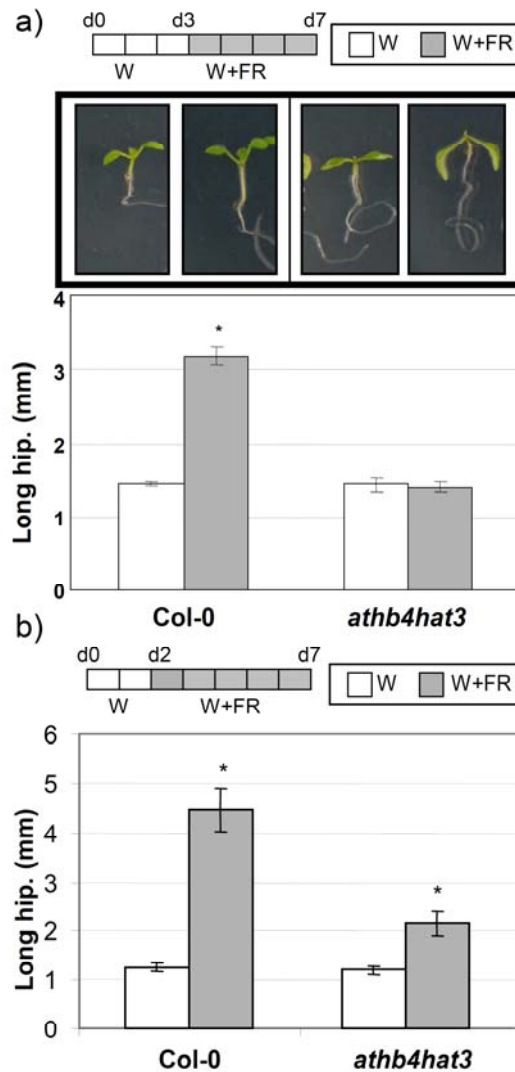 a)
d0 d3 d7
W W+FR
W W+FR
4
3
2
1
0
Long hip. (mm)
*
Col-0 athb4hat3
b)
d0 d2 d7
W W+FR
W W+FR
6
5
4
3
2
1
0
Long hip. (mm)
*
*
Col-0 athb4hat3